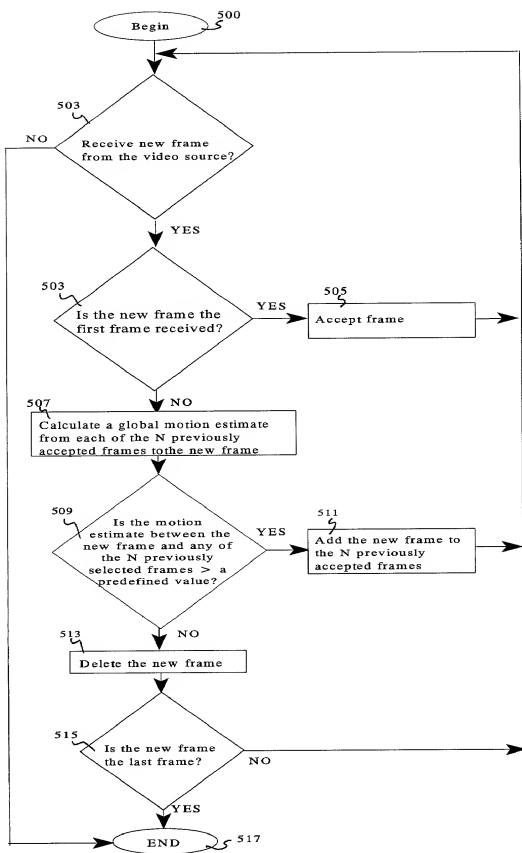 Begin
500
503
Receive new frame
from the video source?
NO
YES
503
Is the new frame the
first frame received?
YES
505
Accept frame
NO
507
Calculate a global motion estimate
from each of the N previously
accepted frames tothe new frame
509
Is the motion
estimate between the
new frame and any of
the N previously
selected frames > a
predefined value?
YES
511
Add the new frame to
the N previously
accepted frames
NO
513
Delete the new frame
515
Is the new frame
the last frame?
NO
YES
END
517